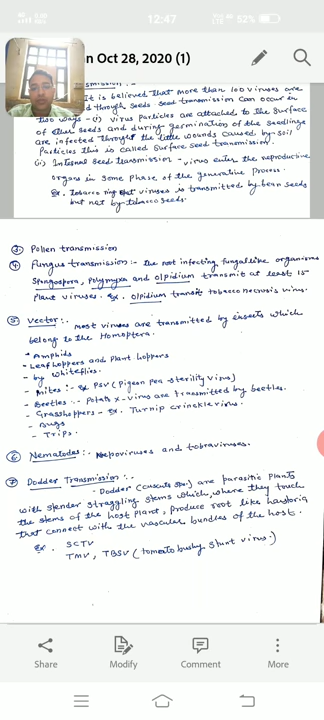 12:47
52%
n Oct 28, 2020 (1)
smission :-
It is believed that more than 100 viruses are
d through seeds. Seed transmission can occur in
two ways - (i) virus particles are attached to the surface
of the seeds and during germination of the seedlings
are infected throught the little wounds caused by soil
Particles this is called surface seed transmission.
(ii) Internal seed transmission - virus enter the reproductive
organs in some phase of the generative process.
Ex. Tobacco ring spot viruses is transmitted by bean seeds
but not by tobacco seeds.
③ Pollen transmission
④ Fungus transmission :- the root infecting fungal like organisms
Spongospora, Polymyxa and Olpidium transmit at least 15
Plant viruses. Ex. Olpidium transit tobacco necrosis virus.
⑤ Vector :- Most viruses are transmitted by insects which
belong to the Homoptera.
- Amphids
- Leafhoppers and Plant hoppers
- by whiteflies.
- Mites :- Ex PSV (Pigeon Pea sterility virus)
- Beetles :- Potato x-virus are transmitted by beetles.
- Grasshoppers - Ex. Turnip crinckle virus.
- Bugs
- Trips.
⑥ Nematodes :- Nepoviruses and tobraviruses.
⑦ Dodder Transmission :-
- Dodder (cuscuta spp.) are parasitic plants
with slender straggling stems which, where they touch
the stems of the host plant, produce root like haustoria
that connect with the vascular bundles of the host.
Ex. SCTV
TMV, TBSV (tomato bushy stunt virus.)
Share
Modify
Comment
More